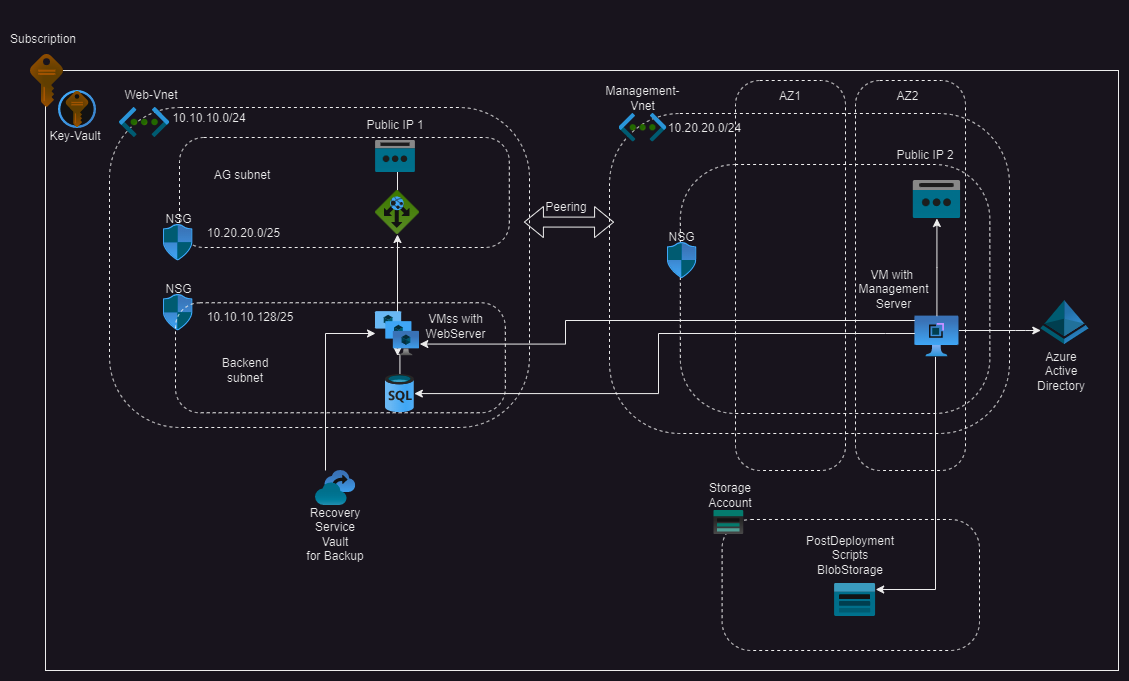 Subscription
Key-Vault
Web-Vnet
10.10.10.0/24
Public IP 1
AG subnet
NSG
10.20.20.0/25
NSG
10.10.10.128/25
VMss with
WebServer
Backend
subnet
SQL
Recovery
Service
Vault
for Backup
Peering
Management-
Vnet
10.20.20.0/24
AZ1
AZ2
Public IP 2
NSG
VM with
Management
Server
Azure
Active
Directory
Storage
Account
PostDeployment
Scripts
BlobStorage